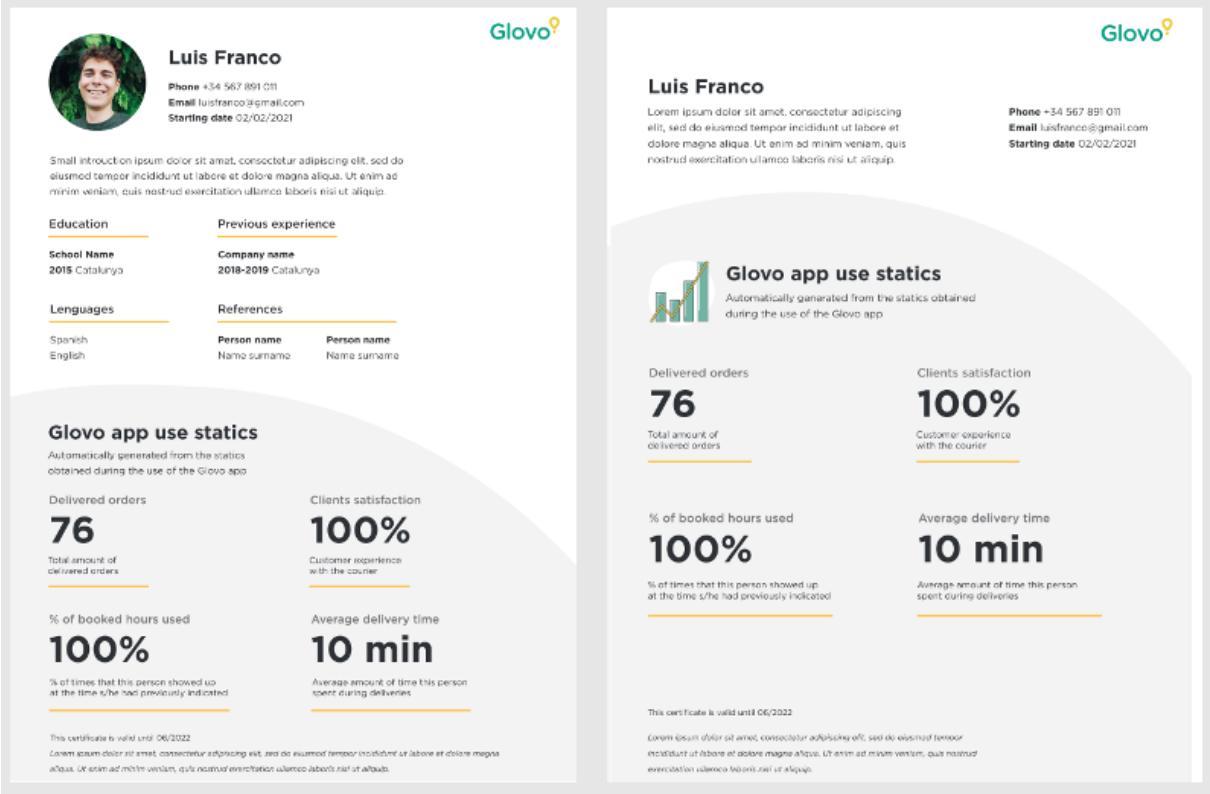 Glovo
Luis Franco
Phone +34 567 891 011
Email luisfranco@gmail.com
Starting date 02/02/2021
Small introuction ipsum dolor sit amet, consectetur adipiscing elit, sed do
eiusmod tempor incididunt ut labore et dolore magna aliqua. Ut enim ad
minim veniam, quis nostrud exercitation ullamco laboris nisi ut aliquip.
Education
School Name
2015 Catalunya
Previous experience
Company name
2018-2019 Catalunya
Lenguages
Spanish
English
References
Person name
Name surname
Person name
Name surname
Glovo app use statics
Automatically generated from the statics
obtained during the use of the Glovo app
Delivered orders
76
Total amount of
delivered orders
Clients satisfaction
100%
Customer experience
with the courier
% of booked hours used
100%
% of times that this person showed up
at the time s/he had previously indicated
Average delivery time
10 min
Average amount of time this person
spent during deliveries
This certificate is valid until 06/2022
Lorem ipsum dolor sit amet, consectetur adipiscing elit, sed do eiusmod tempor incididunt ut labore et dolore magna
aliqua. Ut enim ad minim veniam, quis nostrud exercitation ullamco laboris nisi ut aliquip.
Glovo
Luis Franco
Lorem ipsum dolor sit amet, consectetur adipiscing
elit, sed do eiusmod tempor incididunt ut labore et
dolore magna aliqua. Ut enim ad minim veniam, quis
nostrud exercitation ullamco laboris nisi ut aliquip.
Phone +34 567 891 011
Email luisfranco@gmail.com
Starting date 02/02/2021
Glovo app use statics
Automatically generated from the statics obtained
during the use of the Glovo app
Delivered orders
76
Total amount of
delivered orders
Clients satisfaction
100%
Customer experience
with the courier
% of booked hours used
100%
% of times that this person showed up
at the time s/he had previously indicated
Average delivery time
10 min
Average amount of time this person
spent during deliveries
This certificate is valid until 06/2022
Lorem ipsum dolor sit amet, consectetur adipiscing elit, sed do eiusmod tempor
incididunt ut labore et dolore magna aliqua. Ut enim ad minim veniam, quis nostrud
exercitation ullamco laboris nisi ut aliquip.